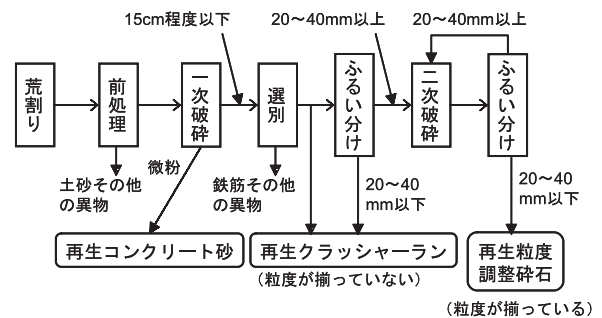 15cm程度以下
20～40mm以上
20～40mm以上
荒割り
前処理
一次破砕
選別
ふるい分け
二次破砕
ふるい分け
土砂その他
の異物
微粉
鉄筋その他
の異物
20～40
mm以下
20～40
mm以下
再生コンクリート砂
再生クラッシャーラン
(粒度が揃っていない)
再生粒度
調整砕石
(粒度が揃っている)